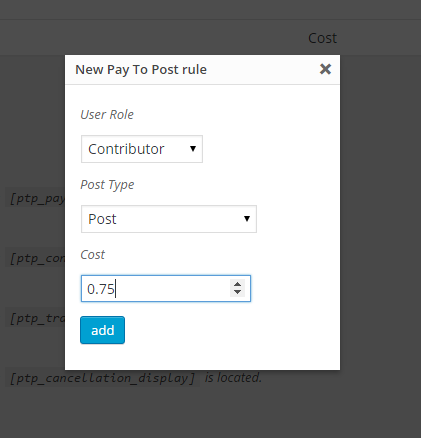 Cost
New Pay To Post rule
User Role
Contributor
[ptp_pay
Post Type
Post
[ptp_con
Cost
0.75
[ptp_tra
add
[ptp_cancellation_display] is located.